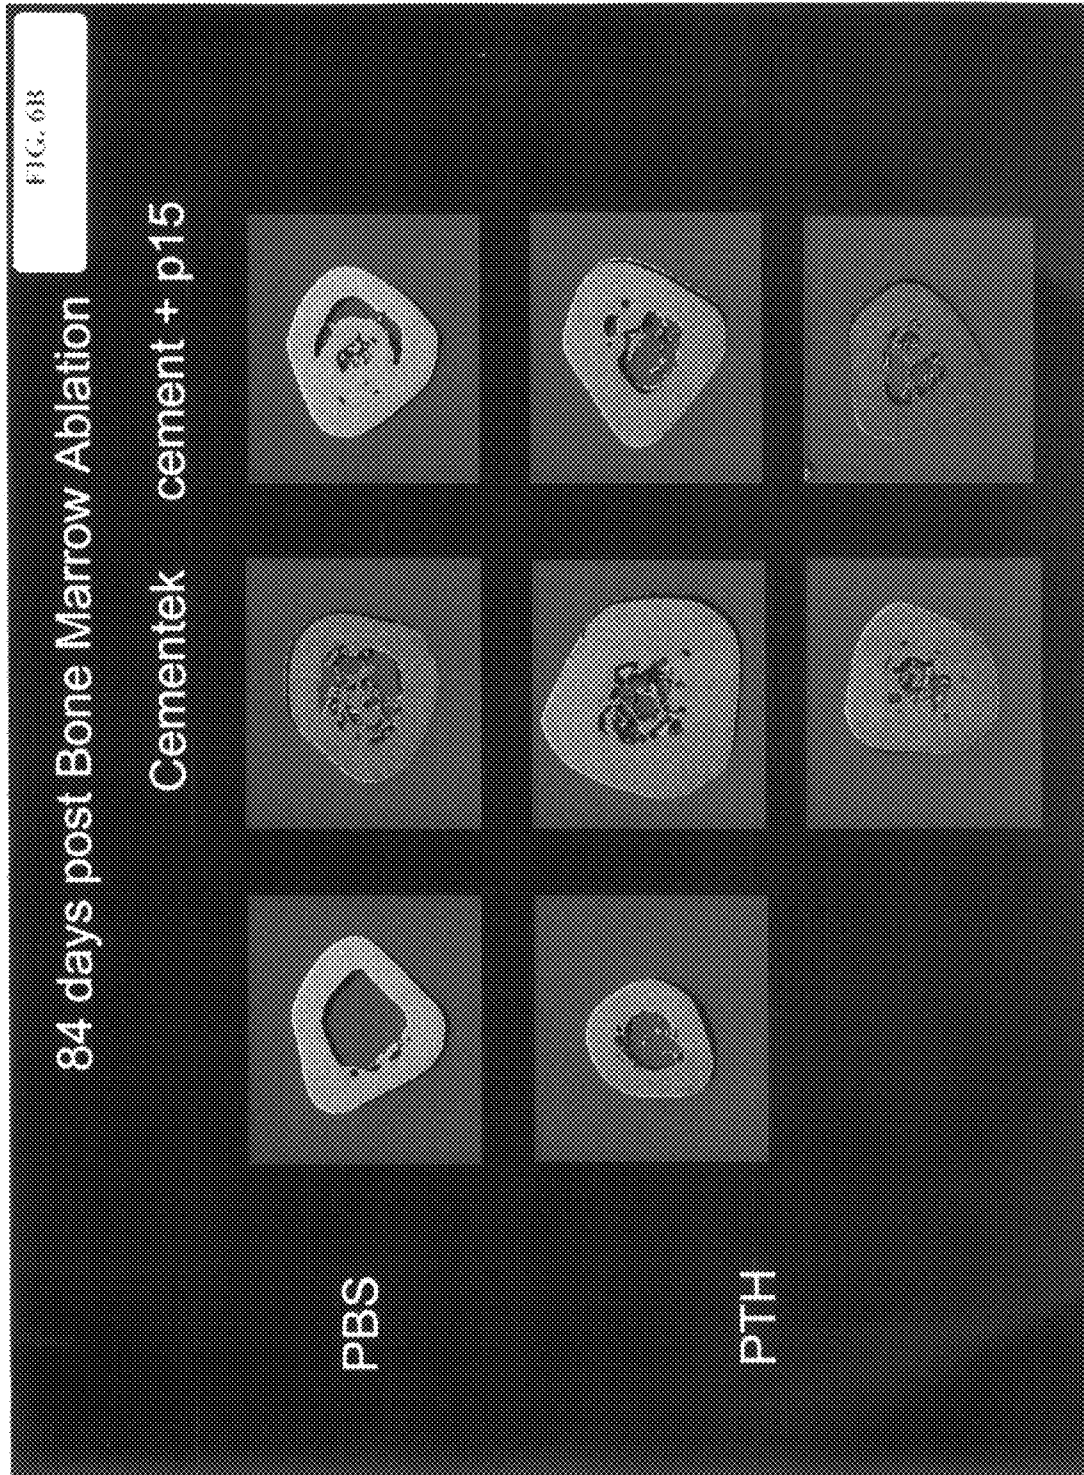 FIG. 6B
84 days post Bone Marrow Ablation
Cementek cement + p15
PBS
PTH